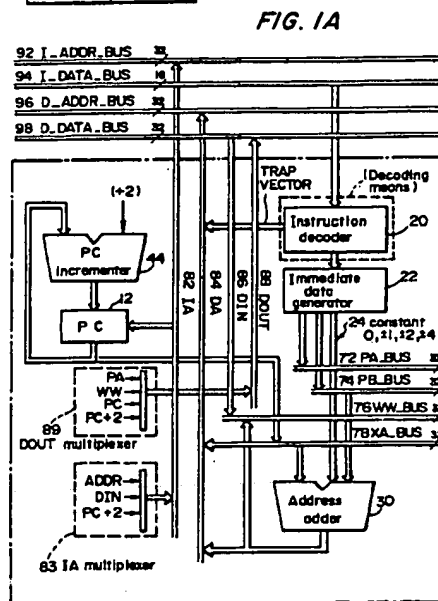 FIG. 1A
92 I_ADDR_BUS 32
94 I_DATA_BUS 16
96 D_ADDR_BUS 32
98 D_DATA_BUS 32
(+2)
TRAP
VECTOR
(Decoding
means)
Instruction
decoder
20
PC
incrementer
44
82 IA
84 DA
86 DIN
88 DOUT
Immediate
data
generator
22
12
PC
24 constant
0, ±1, ±2, ±4
72 PA_BUS
74 PB_BUS
76 WW_BUS
78 XA_BUS
PA
WW
PC
PC+2
89
DOUT multiplexer
ADDR
DIN
PC+2
83 IA multiplexer
Address
adder
30